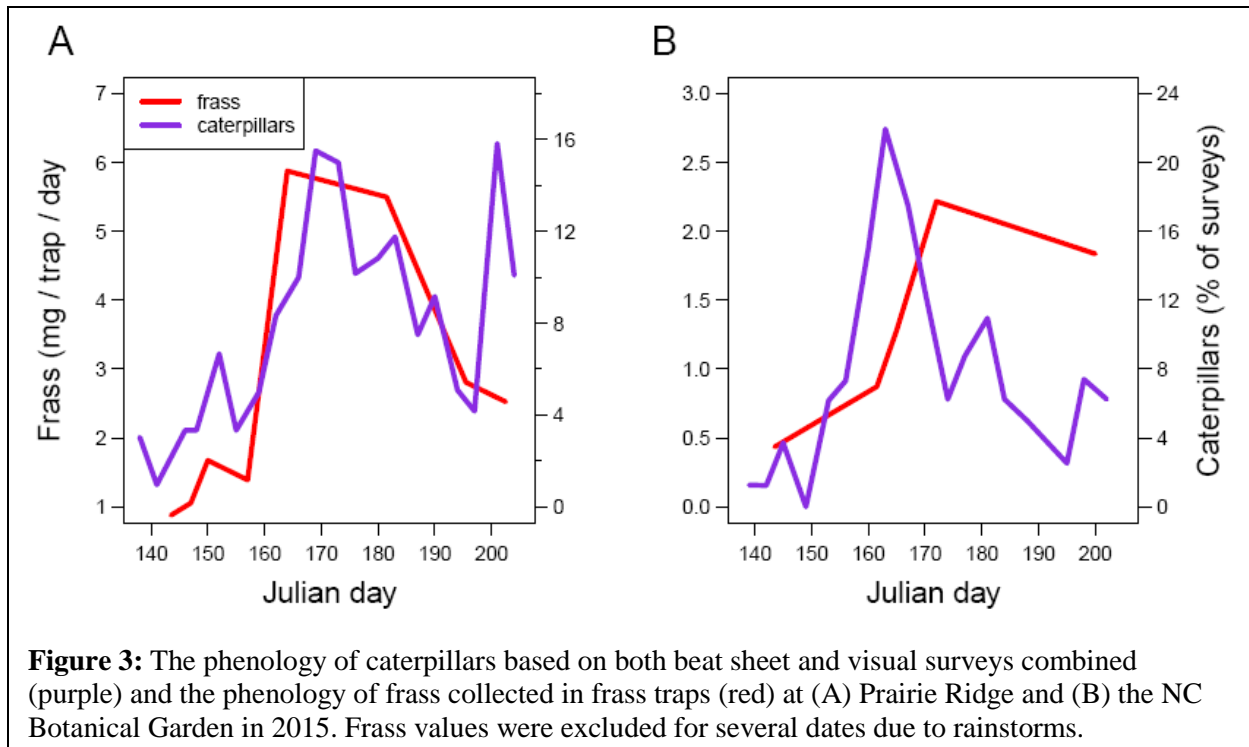 A
B
frass
caterpillars
7
6
5
4
3
2
1
Frass (mg / trap / day
16
12
8
4
0
140 150 160 170 180 190 200
Julian day
3.0
2.5
2.0
1.5
1.0
0.5
0.0
24
20
16
12
8
4
0
Caterpillars (% of surveys)
140 150 160 170 180 190 200
Julian day
Figure 3: The phenology of caterpillars based on both beat sheet and visual surveys combined
(purple) and the phenology of frass collected in frass traps (red) at (A) Prairie Ridge and (B) the NC
Botanical Garden in 2015. Frass values were excluded for several dates due to rainstorms.